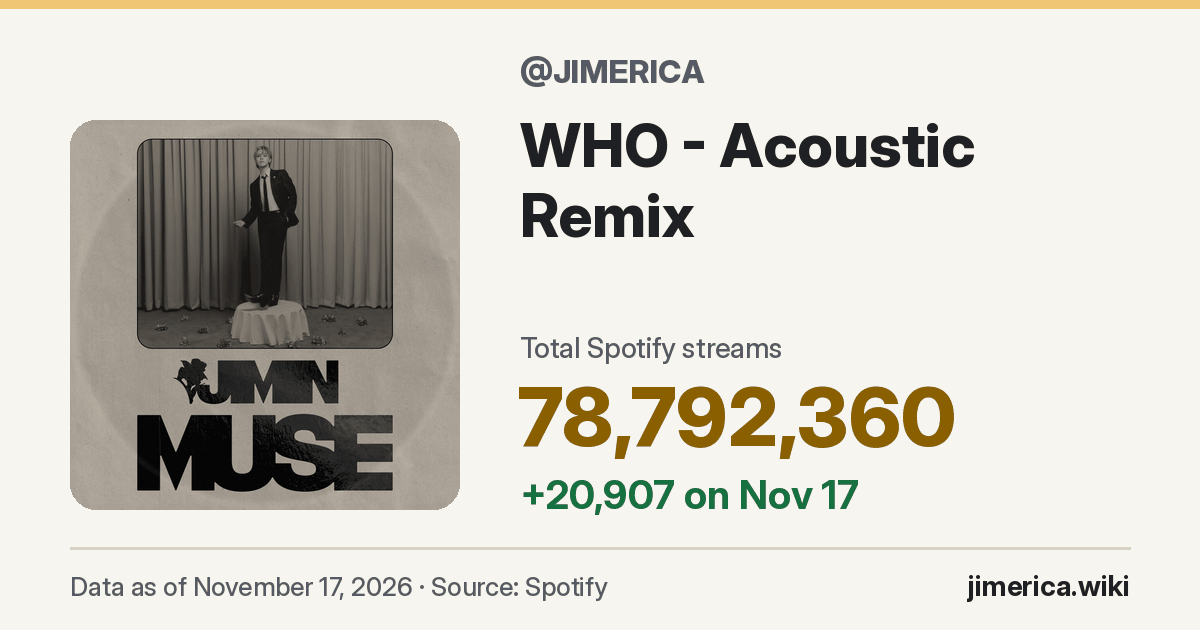 @JIMERICA
WHO - Acoustic
Remix
JMN
MUSE
Total Spotify streams
78,792,360
+20,907 on Nov 17
Data as of November 17, 2026 · Source: Spotify
jimerica.wiki